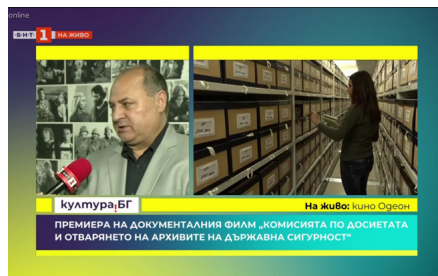 online
БНТ 1 НА ЖИВО
култура.БГ
На живо: кино Одеон
ПРЕМИЕРА НА ДОКУМЕНТАЛНИЯ ФИЛМ „КОМИСИЯТА ПО ДОСИЕТАТА
И ОТВАРЯНЕТО НА АРХИВИТЕ НА ДЪРЖАВНА СИГУРНОСТ"